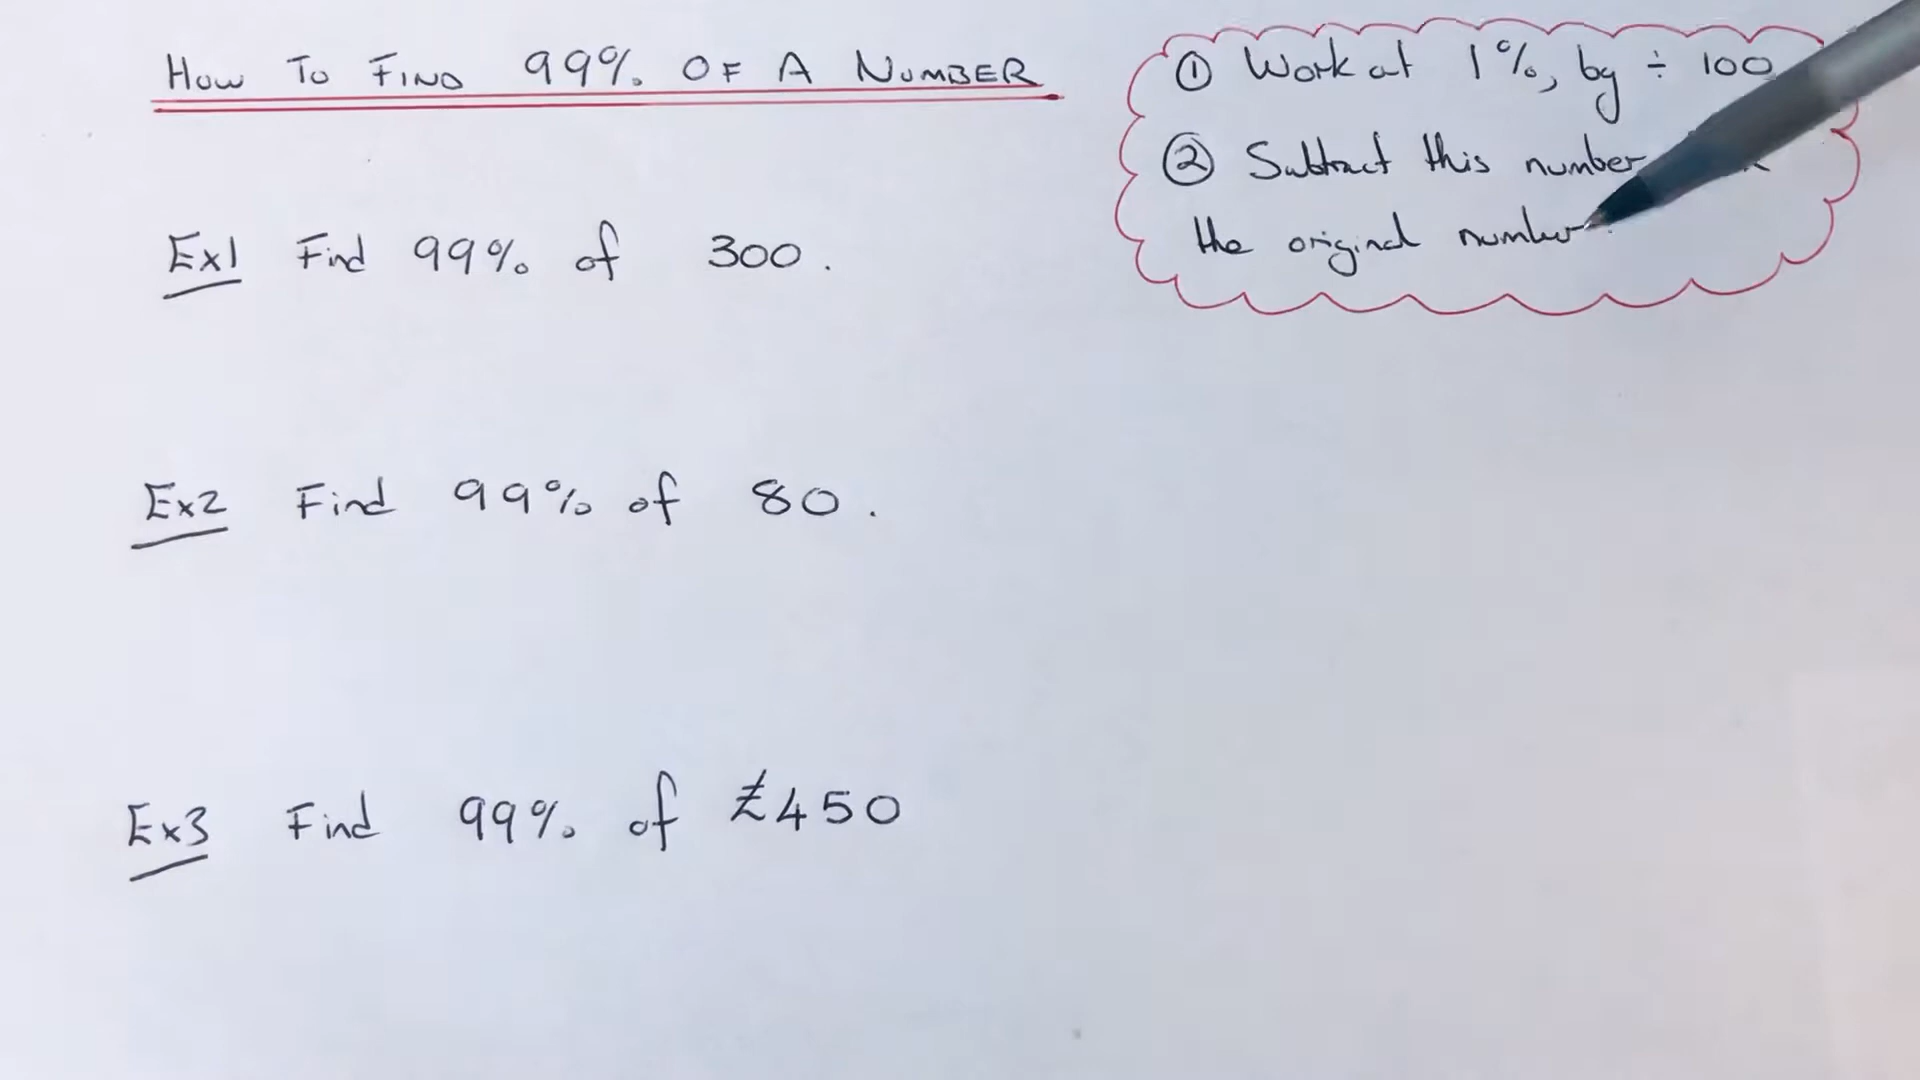 HOW TO FIND 99% OF A NUMBER
① Work out 1%, by ÷ 100
② Subtract this number
the original number.
Ex1 Find 99% of 300.
Ex2 Find 99% of 80.
Ex3 Find 99% of £450